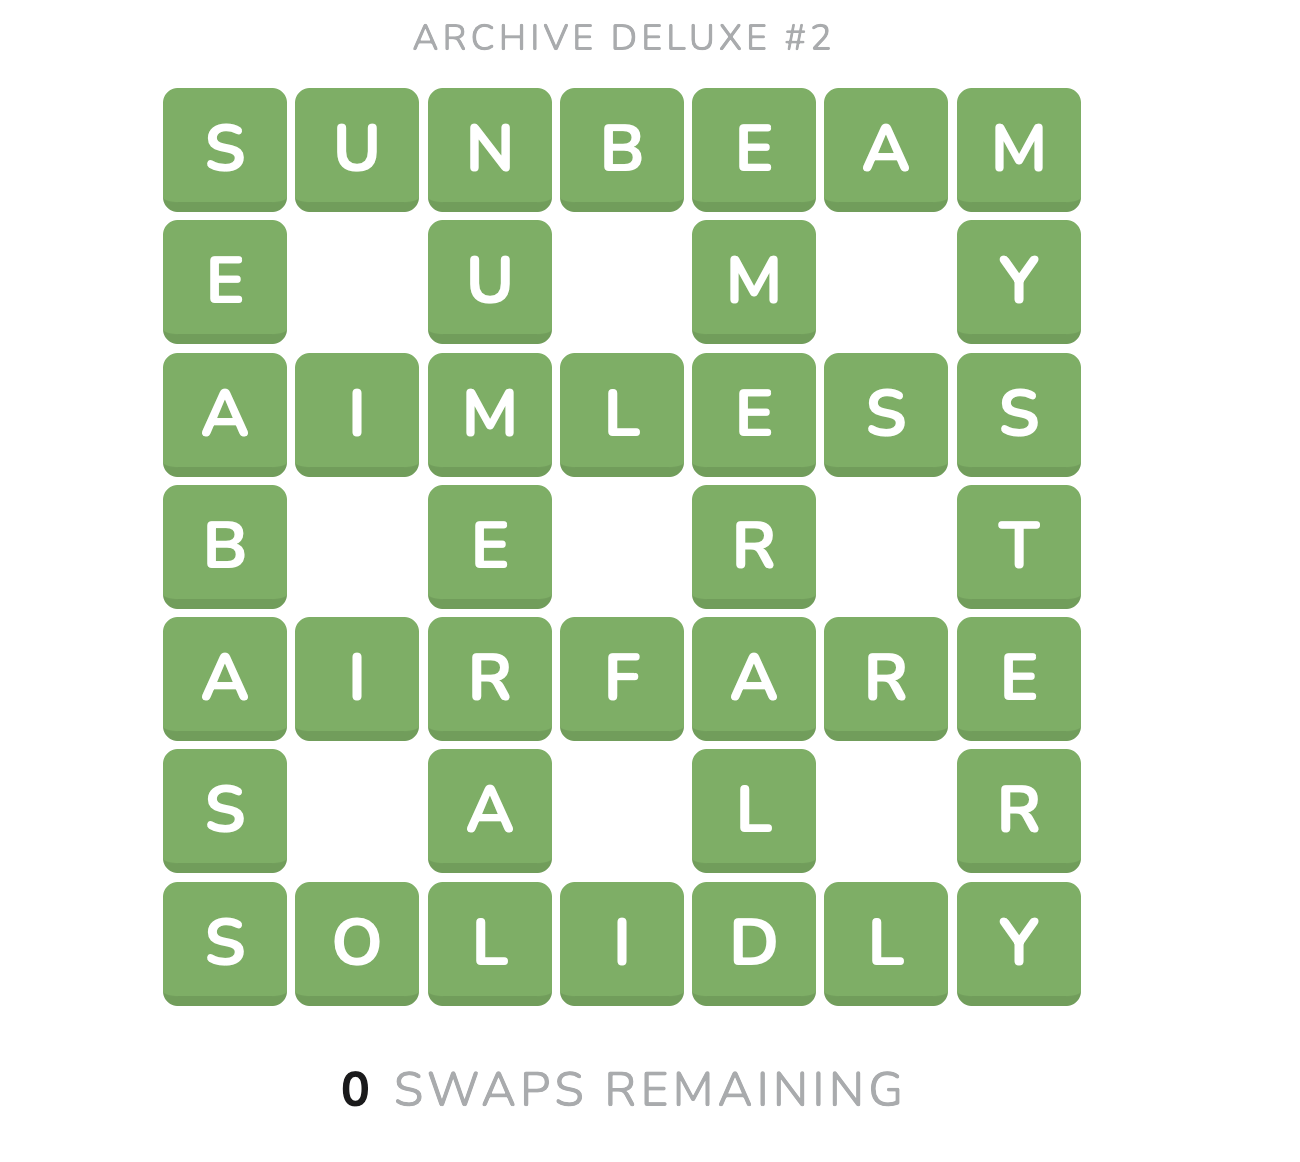 ARCHIVE DELUXE #2
S U N B E A M
E U M Y
A I M L E S S
B E R T
A I R F A R E
S A L R
S O L I D L Y
0 SWAPS REMAINING